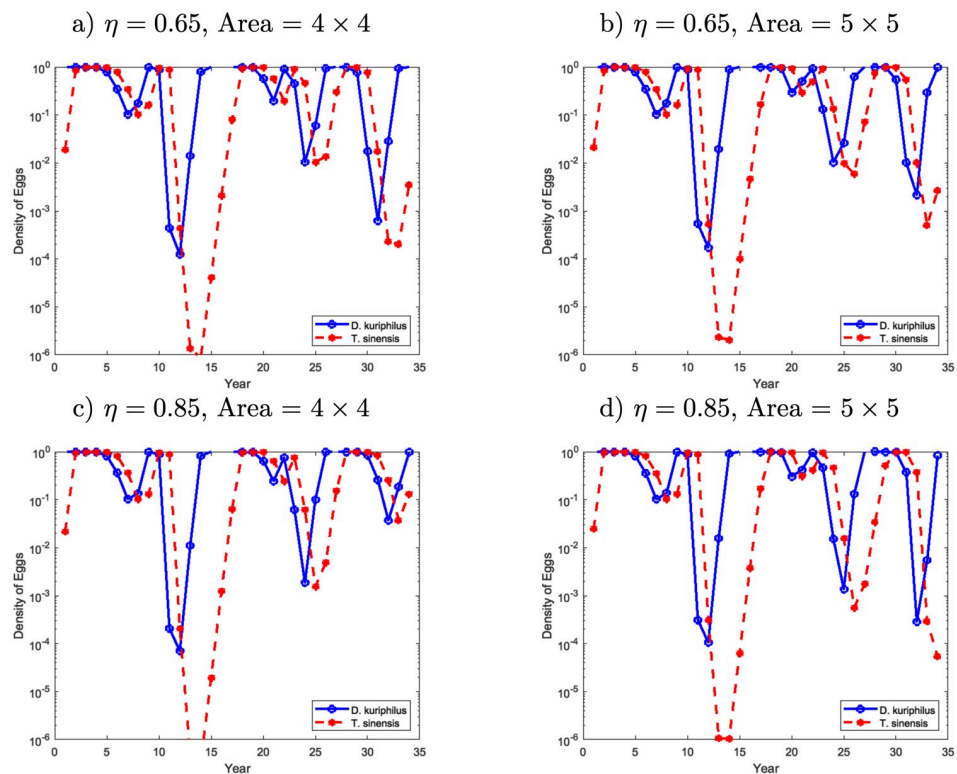 a) η = 0.65, Area = 4 × 4
b) η = 0.65, Area = 5 × 5
10^0
10^-1
10^-2
10^-3
10^-4
10^-5
10^-6
Density of Eggs
D. kuriphilus
T. sinensis
0 5 10 15 20 25 30 35
Year
10^0
10^-1
10^-2
10^-3
10^-4
10^-5
10^-6
Density of Eggs
D. kuriphilus
T. sinensis
0 5 10 15 20 25 30 35
Year
c) η = 0.85, Area = 4 × 4
d) η = 0.85, Area = 5 × 5
10^0
10^-1
10^-2
10^-3
10^-4
10^-5
10^-6
Density of Eggs
D. kuriphilus
T. sinensis
0 5 10 15 20 25 30 35
Year
10^0
10^-1
10^-2
10^-3
10^-4
10^-5
10^-6
Density of Eggs
D. kuriphilus
T. sinensis
0 5 10 15 20 25 30 35
Year